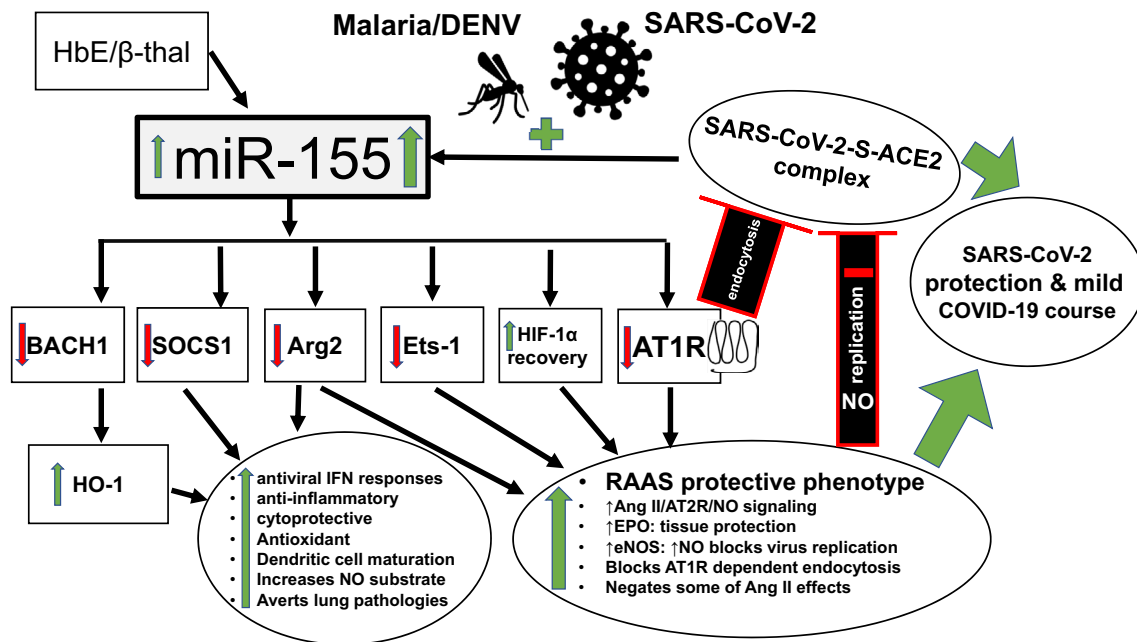 Malaria/DENV
SARS-CoV-2
HbE/β-thal
miR-155
SARS-CoV-2-S-ACE2
complex
endocytosis
replication
NO
SARS-CoV-2
protection & mild
COVID-19 course
BACH1
SOCS1
Arg2
Ets-1
HIF-1α
recovery
AT1R
HO-1
• antiviral IFN responses
• anti-inflammatory
• cytoprotective
• Antioxidant
• Dendritic cell maturation
• Increases NO substrate
• Averts lung pathologies
• RAAS protective phenotype
• ↑Ang II/AT2R/NO signaling
• ↑EPO: tissue protection
• ↑eNOS: ↑NO blocks virus replication
• Blocks AT1R dependent endocytosis
• Negates some of Ang II effects